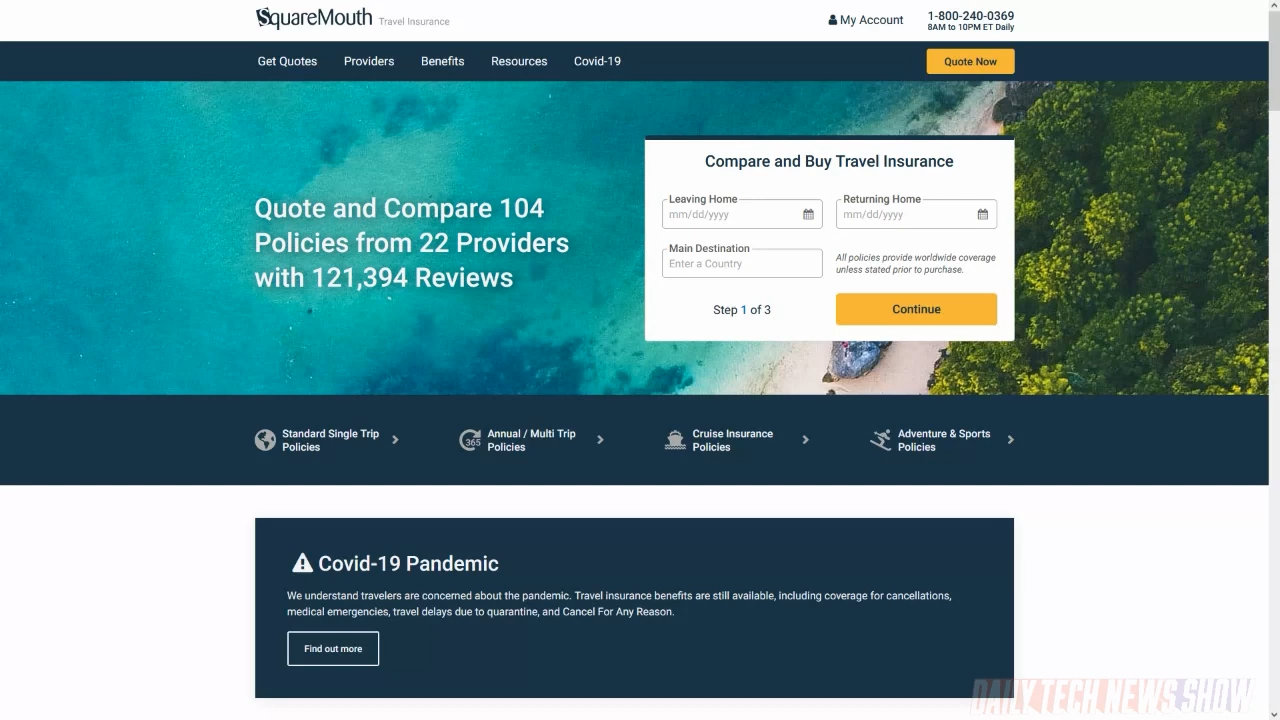 SquareMouth Travel Insurance
My Account
1-800-240-0369
8AM to 10PM ET Daily
Get Quotes Providers Benefits Resources Covid-19
Quote Now
Quote and Compare 104
Policies from 22 Providers
with 121,394 Reviews
Compare and Buy Travel Insurance
Leaving Home
mm/dd/yyyy
Returning Home
mm/dd/yyyy
Main Destination
Enter a Country
All policies provide worldwide coverage
unless stated prior to purchase.
Step 1 of 3
Continue
Standard Single Trip
Policies
365
Annual / Multi Trip
Policies
Cruise Insurance
Policies
Adventure & Sports
Policies
Covid-19 Pandemic
We understand travelers are concerned about the pandemic. Travel insurance benefits are still available, including coverage for cancellations,
medical emergencies, travel delays due to quarantine, and Cancel For Any Reason.
Find out more
DAILY TECH NEWS SHOW